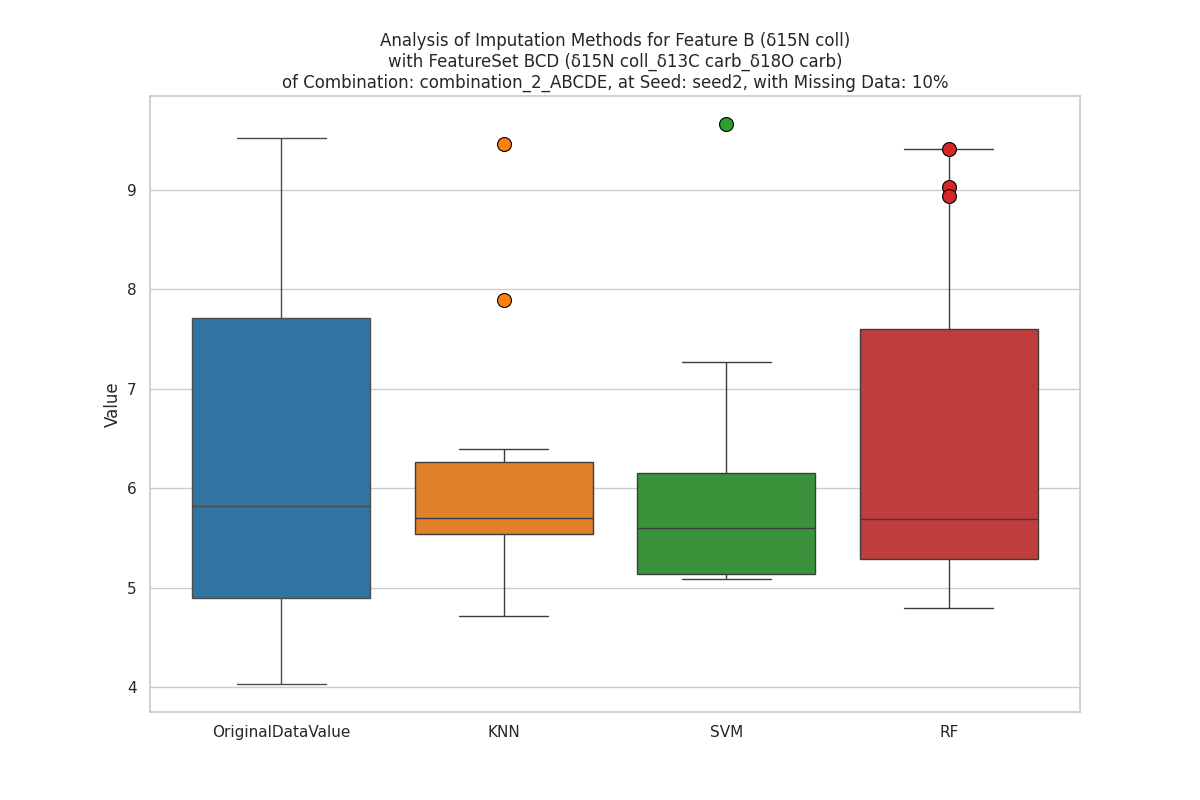 Analysis of Imputation Methods for Feature B (δ15N coll)
with FeatureSet BCD (δ15N coll_δ13C carb_δ18O carb)
of Combination: combination_2_ABCDE, at Seed: seed2, with Missing Data: 10%
Value
9
8
7
6
5
4
OriginalDataValue
KNN
SVM
RF